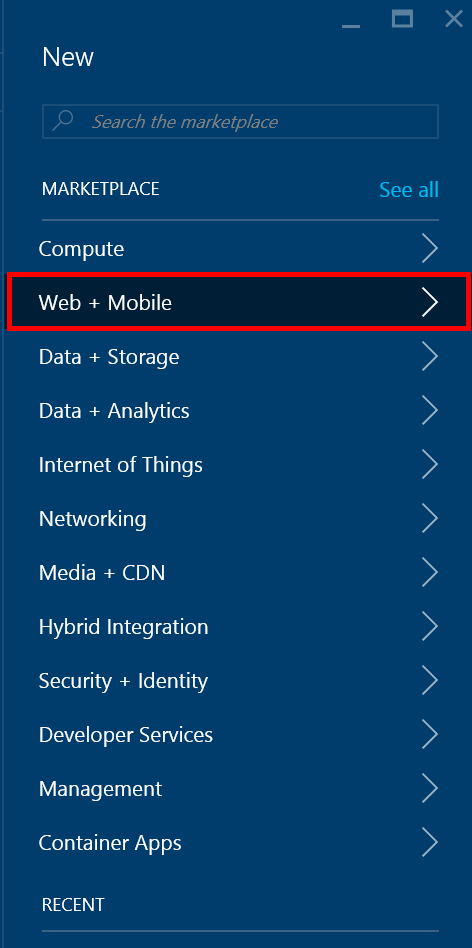 New
Search the marketplace
MARKETPLACE See all
Compute
Web + Mobile
Data + Storage
Data + Analytics
Internet of Things
Networking
Media + CDN
Hybrid Integration
Security + Identity
Developer Services
Management
Container Apps
RECENT